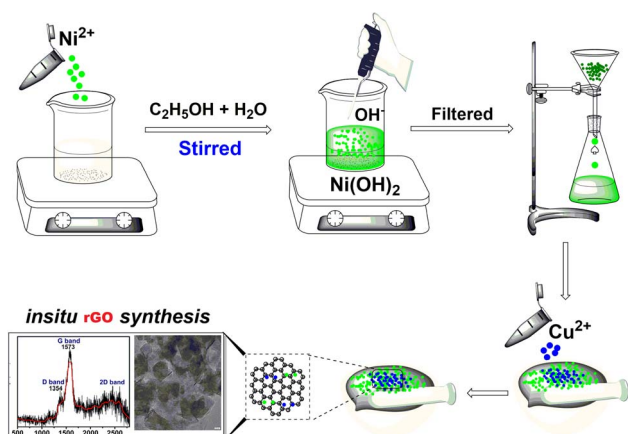 Ni²⁺
C₂H₅OH + H₂O
Stirred
OH⁻
Ni(OH)₂
Filtered
Cu²⁺
insitu rGO synthesis
G band
1573
D band
1354
2D band
500 1000 1500 2000 2500